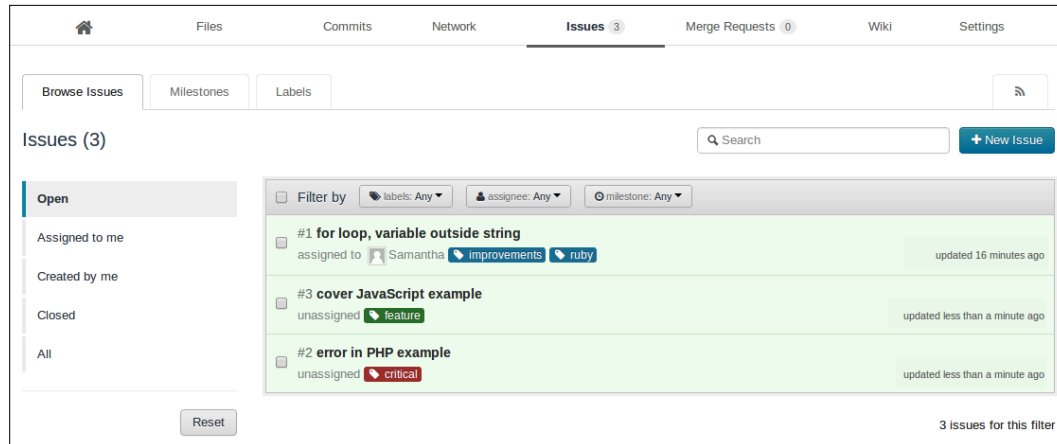 Files Commits Network Issues 3 Merge Requests 0 Wiki Settings
Browse Issues Milestones Labels
Issues (3) Search + New Issue
Open
Assigned to me
Created by me
Closed
All
Reset
Filter by labels: Any assignee: Any milestone: Any
#1 for loop, variable outside string
assigned to Samantha improvements ruby updated 16 minutes ago
#3 cover JavaScript example
unassigned feature updated less than a minute ago
#2 error in PHP example
unassigned critical updated less than a minute ago
3 issues for this filter